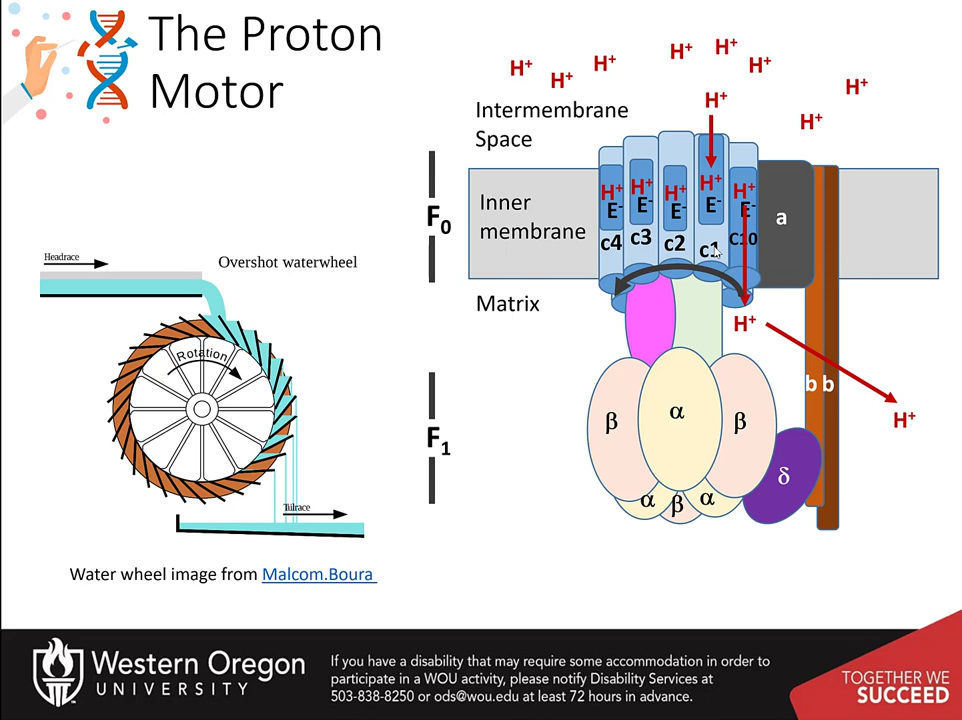 The Proton
Motor
H⁺ H⁺ H⁺ H⁺ H⁺ H⁺ H⁺ H⁺
Intermembrane
Space
H⁺
F₀
Inner
membrane
H⁺ H⁺ H⁺ H⁺ H⁺
E⁻ E⁻ E⁻ E⁻ E⁻
c4 c3 c2 c1 C10
a
Matrix
H⁺
H⁺
b b
F₁
β α β
α β α
δ
Headrace
Overshot waterwheel
Rotation
Tailrace
Water wheel image from Malcom.Boura
Western Oregon
UNIVERSITY
If you have a disability that may require some accommodation in order to
participate in a WOU activity, please notify Disability Services at
503-838-8250 or ods@wou.edu at least 72 hours in advance.
TOGETHER WE
SUCCEED